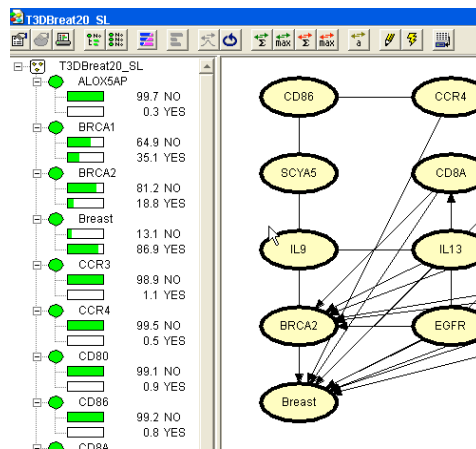 T3DBreat20_SL
Σ max Σ max a
T3DBreat20_SL
ALOX5AP
99.7 NO
0.3 YES
BRCA1
64.9 NO
35.1 YES
BRCA2
81.2 NO
18.8 YES
Breast
13.1 NO
86.9 YES
CCR3
98.9 NO
1.1 YES
CCR4
99.5 NO
0.5 YES
CD80
99.1 NO
0.9 YES
CD86
99.2 NO
0.8 YES
CD8A
CD86 CCR4
SCYA5 CD8A
IL9 IL13
BRCA2 EGFR
Breast